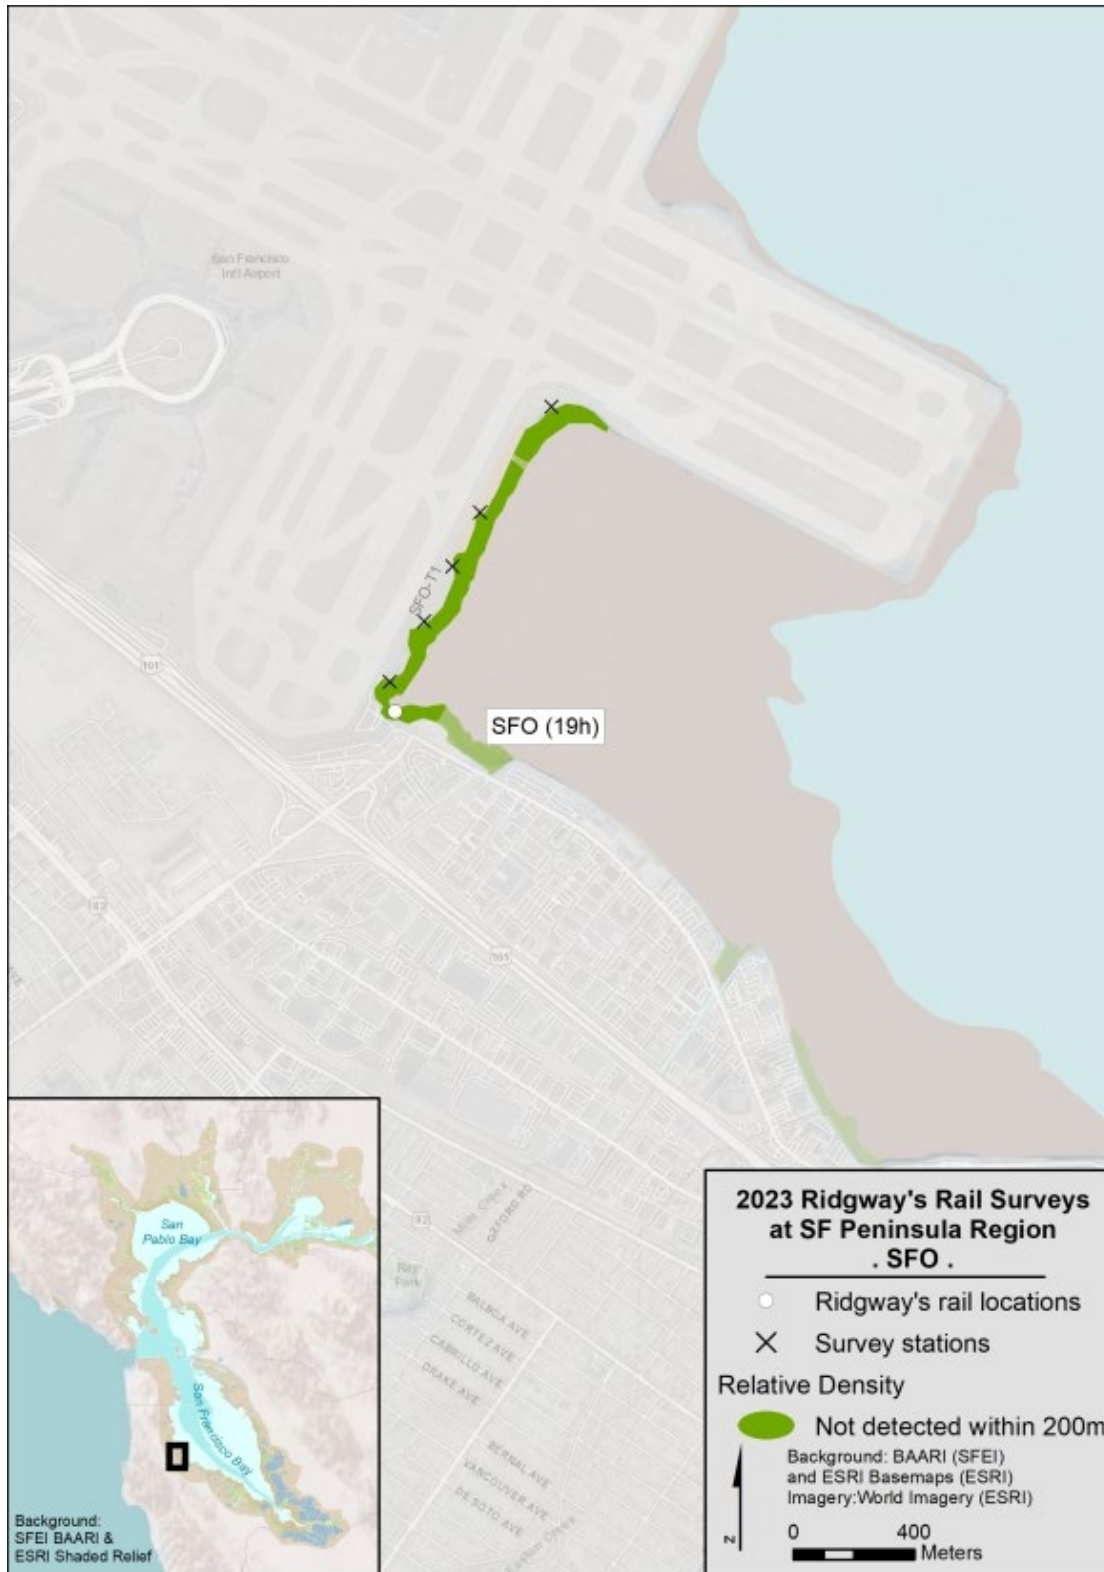 San Francisco
Int'l Airport
101
SFO-T1
SFO (19h)
82
AVE
101
82
Mills Creek
OXFORD RD
Ray
Park
BALBOA AVE
CORTEZ AVE
CABRILLO AVE
DRAKE AVE
BERNAL AVE
VANCOUVER AVE
DE SOTO AVE
San
Pablo Bay
San Francisco Bay
Background:
SFEI BAARI &
ESRI Shaded Relief
2023 Ridgway's Rail Surveys
at SF Peninsula Region
. SFO .
Ridgway's rail locations
Survey stations
Relative Density
Not detected within 200m
Background: BAARI (SFEI)
and ESRI Basemaps (ESRI)
Imagery:World Imagery (ESRI)
N
0 400
Meters